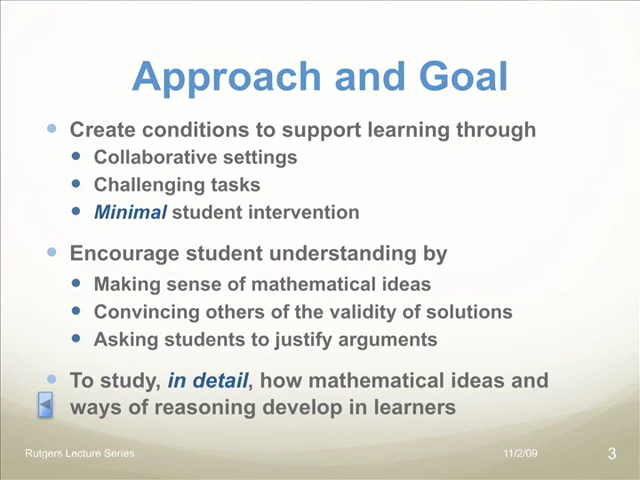 Approach and Goal
Create conditions to support learning through
Collaborative settings
Challenging tasks
Minimal student intervention
Encourage student understanding by
Making sense of mathematical ideas
Convincing others of the validity of solutions
Asking students to justify arguments
To study, in detail, how mathematical ideas and
ways of reasoning develop in learners
Rutgers Lecture Series
11/2/09
3